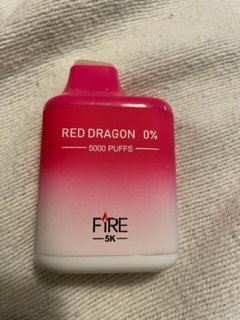 RED DRAGON 0%
5000 PUFFS
FIRE
5K